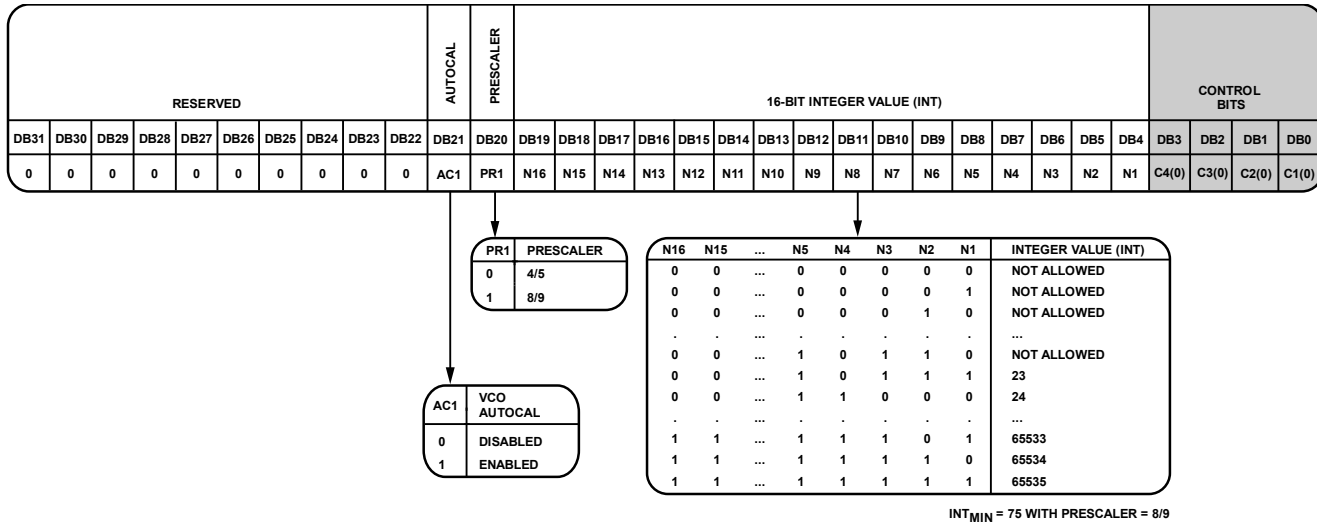 RESERVED AUTOCAL PRESCALER 16-BIT INTEGER VALUE (INT) CONTROL
BITS
DB31 DB30 DB29 DB28 DB27 DB26 DB25 DB24 DB23 DB22 DB21 DB20 DB19 DB18 DB17 DB16 DB15 DB14 DB13 DB12 DB11 DB10 DB9 DB8 DB7 DB6 DB5 DB4 DB3 DB2 DB1 DB0
0 0 0 0 0 0 0 0 0 0 AC1 PR1 N16 N15 N14 N13 N12 N11 N10 N9 N8 N7 N6 N5 N4 N3 N2 N1 C4(0) C3(0) C2(0) C1(0)
PR1 PRESCALER
0 4/5
1 8/9
AC1 VCO
AUTOCAL
0 DISABLED
1 ENABLED
N16 N15 ... N5 N4 N3 N2 N1 INTEGER VALUE (INT)
0 0 ... 0 0 0 0 0 NOT ALLOWED
0 0 ... 0 0 0 0 1 NOT ALLOWED
0 0 ... 0 0 0 1 0 NOT ALLOWED
. . ... . . . . . ...
0 0 ... 1 0 1 1 0 NOT ALLOWED
0 0 ... 1 0 1 1 1 23
0 0 ... 1 1 0 0 0 24
. . ... . . . . . ...
1 1 ... 1 1 1 0 1 65533
1 1 ... 1 1 1 1 0 65534
1 1 ... 1 1 1 1 1 65535
INTMIN = 75 WITH PRESCALER = 8/9